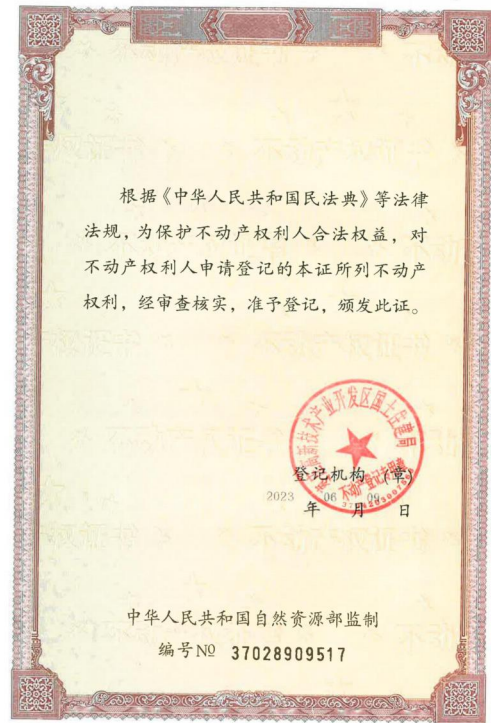 根据《中华人民共和国民法典》等法律
法规，为保护不动产权利人合法权益，对
不动产权利人申请登记的本证所列不动产
权利，经审查核实，准予登记，颁发此证。
登记机构（章）
2023 06 09
年 月 日
中华人民共和国自然资源部监制
编号№ 37028909517